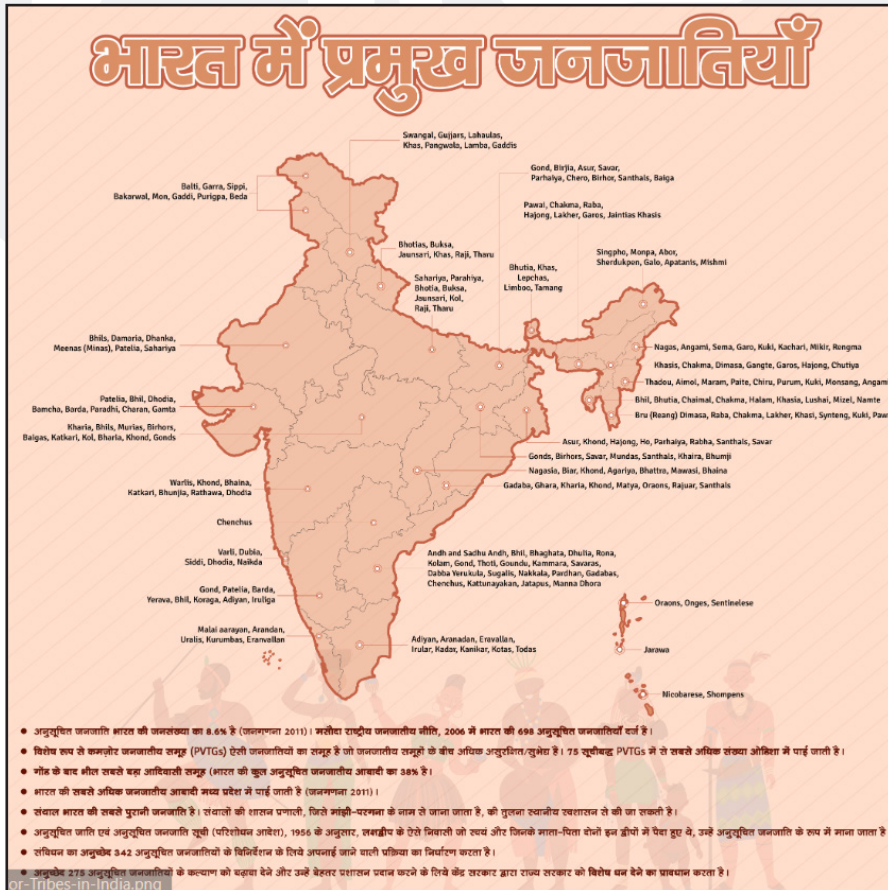 भारत में प्रमुख जनजातियाँ
Swangal, Gujjars, Lahaulas,
Khas, Pangwala, Lamba, Gaddis
Gond, Birjia, Asur, Savar,
Parhaiya, Chero, Birhor, Santhals, Baiga
Balti, Garra, Sippi,
Bakarwal, Mon, Gaddi, Purigpa, Beda
Pawai, Chakma, Raba,
Hajong, Lakher, Garos, Jaintias Khasis
Bhotias, Buksa,
Jaunsari, Khas, Raji, Tharu
Singpho, Monpa, Abor,
Sherdukpen, Galo, Apatanis, Mishmi
Bhutia, Khas,
Lepchas,
Limboo, Tamang
Sahariya, Parahiya,
Bhotia, Buksa,
Jaunsari, Kol,
Raji, Tharu
Bhils, Damaria, Dhanka,
Meenas (Minas), Patelia, Sahariya
Nagas, Angami, Sema, Garo, Kuki, Kachari, Mikir, Rengma
Khasis, Chakma, Dimasa, Gangte, Garos, Hajong, Chutiya
Thadou, Aimol, Maram, Paite, Chiru, Purum, Kuki, Monsang, Angami
Patelia, Bhil, Dhodia,
Bamcha, Barda, Paradhi, Charan, Gamta
Bhil, Bhutia, Chaimal, Chakma, Halam, Khasia, Lushai, Mizel, Namte
Bru (Reang) Dimasa, Raba, Chakma, Lakher, Khasi, Synteng, Kuki, Paw
Kharia, Bhils, Murias, Birhors,
Baigas, Katkari, Kol, Bharia, Khond, Gonds
Asur, Khond, Hajong, Ho, Parhaiya, Rabha, Santhals, Savar
Gonds, Birhors, Savar, Mundas, Santhals, Khaira, Bhumji
Nagasia, Biar, Khond, Agariya, Bhattra, Mawasi, Bhaina
Gadaba, Ghara, Kharia, Khond, Matya, Oraons, Rajuar, Santhals
Warlis, Khond, Bhaina,
Katkari, Bhunjia, Rathawa, Dhodia
Chenchus
Varli, Dubia,
Siddi, Dhodia, Naikda
Andh and Sadhu Andh, Bhil, Bhaghata, Dhulia, Rona,
Kolam, Gond, Thoti, Goundu, Kammara, Savaras,
Dabba Yerukula, Sugalis, Nakkala, Pardhan, Gadabas,
Chenchus, Kattunayakan, Jatapus, Manna Dhora
Gond, Patelia, Barda,
Yerava, Bhil, Koraga, Adiyan, Iruliga
Oraons, Onges, Sentinelese
Malai aarayan, Arandan,
Uralis, Kurumbas, Eranvallan
Adiyan, Aranadan, Eravallan,
Irular, Kadar, Kanikar, Kotas, Todas
Jarawa
Nicobarese, Shompens
अनुसूचित जनजाति भारत की जनसंख्या का 8.6% है (जनगणना 2011)। मसौदा राष्ट्रीय जनजातीय नीति, 2006 में भारत की 698 अनुसूचित जनजातियाँ दर्ज है।
विशेष रूप से कमज़ोर जनजातीय समूह (PVTGs) ऐसी जनजातियों का समूह है जो जनजातीय समूहों के बीच अधिक असुरक्षित/सुभेद्य है। 75 सूचीबद्ध PVTGs में से सबसे अधिक संख्या ओडिशा में पाई जाती है।
गोंड के बाद भील सबसे बड़ा आदिवासी समूह (भारत की कुल अनुसूचित जनजातीय आबादी का 38% है।
भारत की सबसे अधिक जनजातीय आबादी मध्य प्रदेश में पाई जाती है (जनगणना 2011)।
संथाल भारत की सबसे पुरानी जनजाति है। संथालों की शासन प्रणाली, जिसे मांझी-परगना के नाम से जाना जाता है, की तुलना स्थानीय स्वशासन से की जा सकती है।
अनुसूचित जाति एवं अनुसूचित जनजाति सूची (परिशोधन आदेश), 1956 के अनुसार, लक्षद्वीप के ऐसे निवासी जो स्वयं और जिनके माता-पिता दोनों इन द्वीपों में पैदा हुए थे, उन्हें अनुसूचित जनजाति के रूप में माना जाता है
संविधान का अनुच्छेद 342 अनुसूचित जनजातियों के विनिर्देशन के लिये अपनाई जाने वाली प्रक्रिया का निर्धारण करता है।
अनुच्छेद 275 अनुसूचित जनजातियों के कल्याण को बढ़ावा देने और उन्हें बेहतर प्रशासन प्रदान करने के लिये केंद्र सरकार द्वारा राज्य सरकार को विशेष धन देने का प्रावधान करता है।
or-Tribes-in-India.png